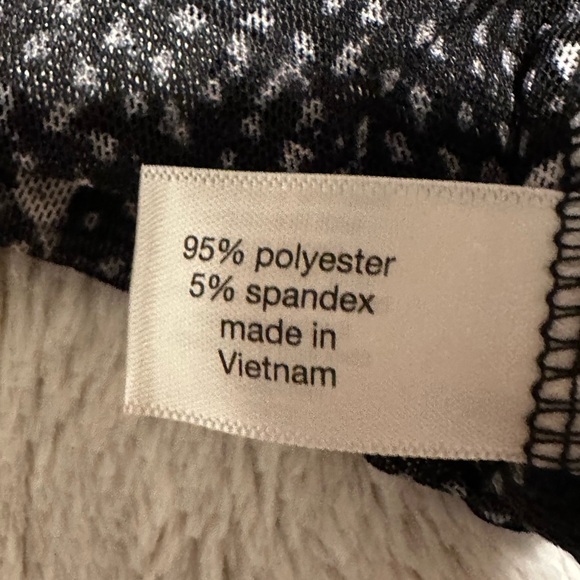 95% polyester
5% spandex
made in
Vietnam